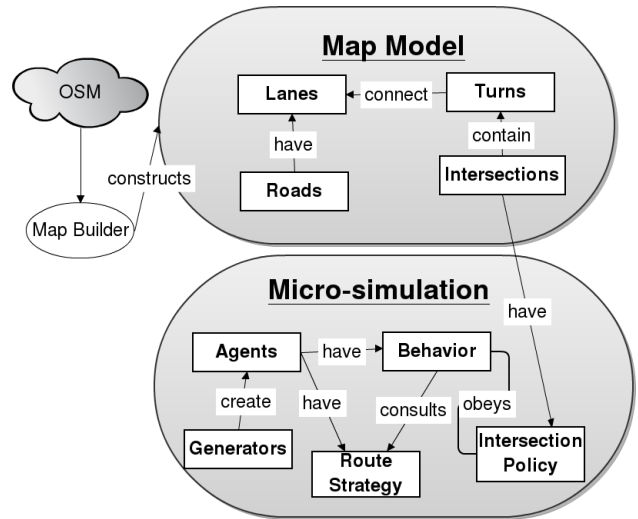 Map Model
OSM
Lanes
connect
Turns
have
contain
constructs
Roads
Intersections
Map Builder
Micro-simulation
have
Agents
have
Behavior
create
have
consults
obeys
Generators
Route
Strategy
Intersection
Policy